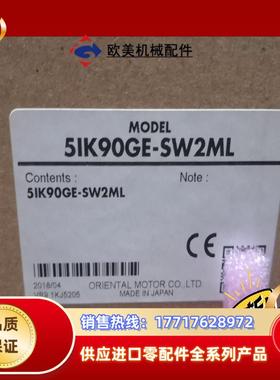 欧美机械配件
MODEL
5IK90GE-SW2ML
Contents :
Note :
5IK90GE-SW2ML
2018/04
ORIENTAL MOTOR CO.,LTD.
MADE IN JAPAN
CE
品质
保证
销售热线：17717628972
供应进口零配件全系列产品